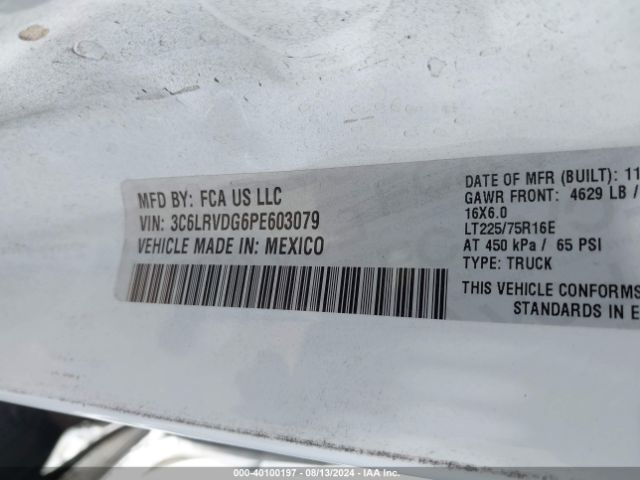 MFD BY: FCA US LLC
VIN: 3C6LRVDG6PE603079
VEHICLE MADE IN: MEXICO
DATE OF MFR (BUILT): 11
GAWR FRONT: 4629 LB /
16X6.0
LT225/75R16E
AT 450 kPa / 65 PSI
TYPE: TRUCK
THIS VEHICLE CONFORMS
STANDARDS IN E
00-40100197 - 08/13/2024 - IAA Inc.